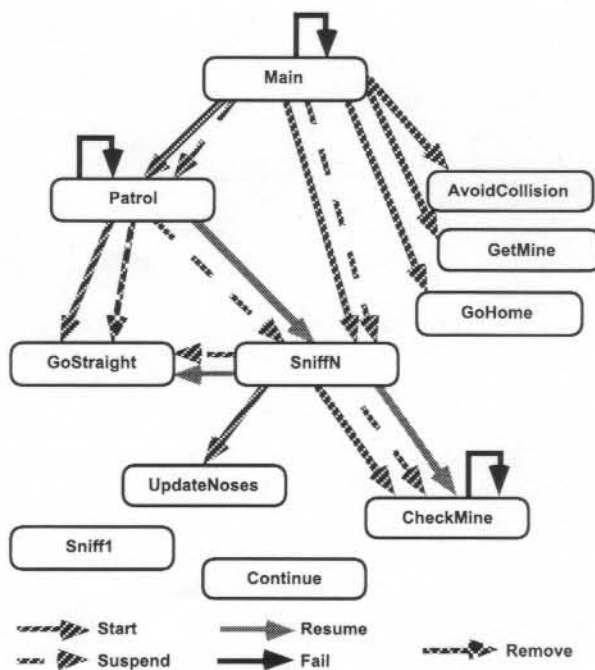 Main
Patrol
AvoidCollision
GetMine
GoHome
GoStraight
SniffN
UpdateNoses
CheckMine
Sniff1
Continue
Start
Resume
Remove
Suspend
Fail